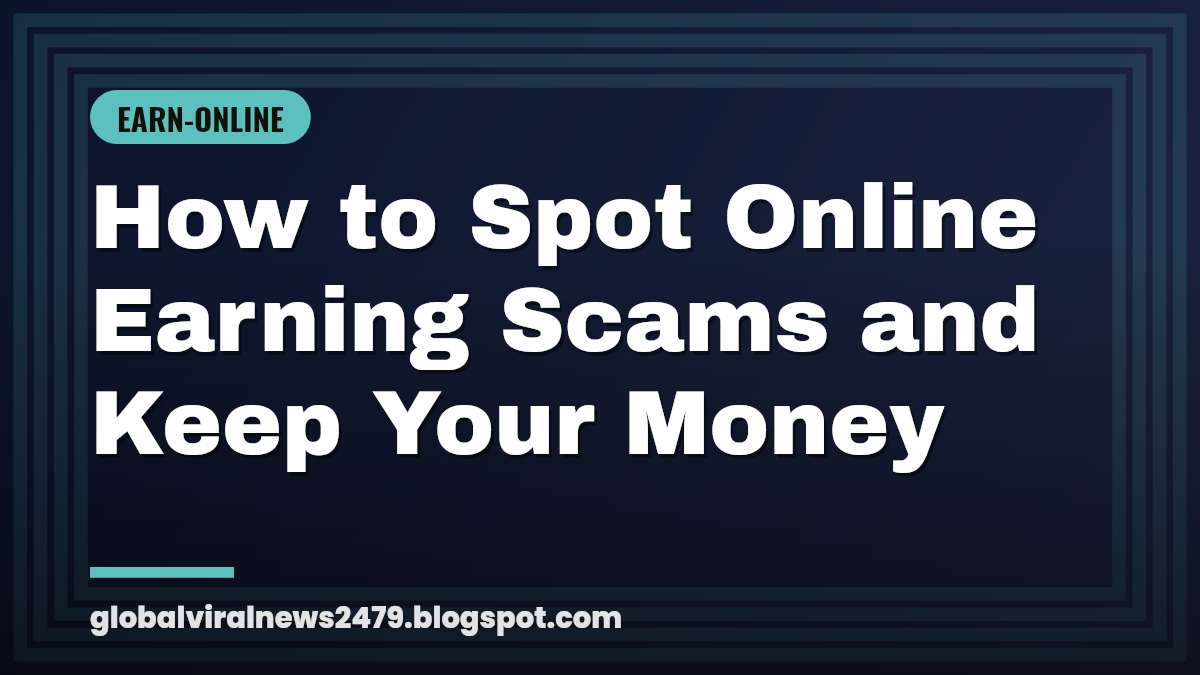 EARN-ONLINE
How to Spot Online
Earning Scams and
Keep Your Money
globalviralnews2479.blogspot.com